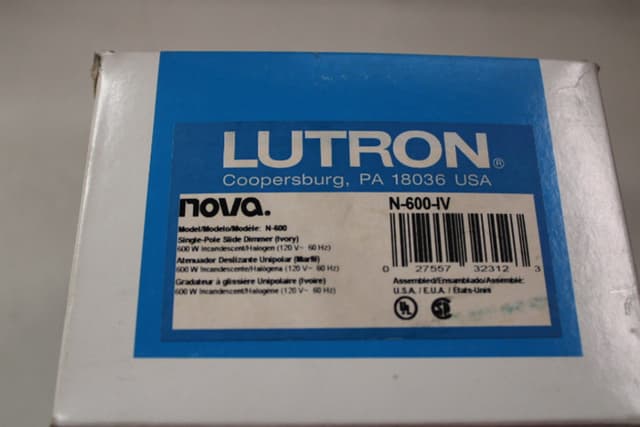 LUTRON®
Coopersburg, PA 18036 USA
nova.
Model/Modelo/Modèle: N-600
Single-Pole Slide Dimmer (Ivory)
600 W Incandescent/Halogen (120 V~ 60 Hz)
Atenuador Deslizante Unipolar (Marfil)
600 W Incandescente/Halógena (120 V~ 60 Hz)
Gradateur à glissière Unipolaire (Ivoire)
600 W Incandescent/Halogène (120 V~ 60 Hz)
N-600-IV
0 27557 32312 3
Assembled/Ensamblado/Assemblé:
U.S.A. / E.U.A. / États-Unis
UL